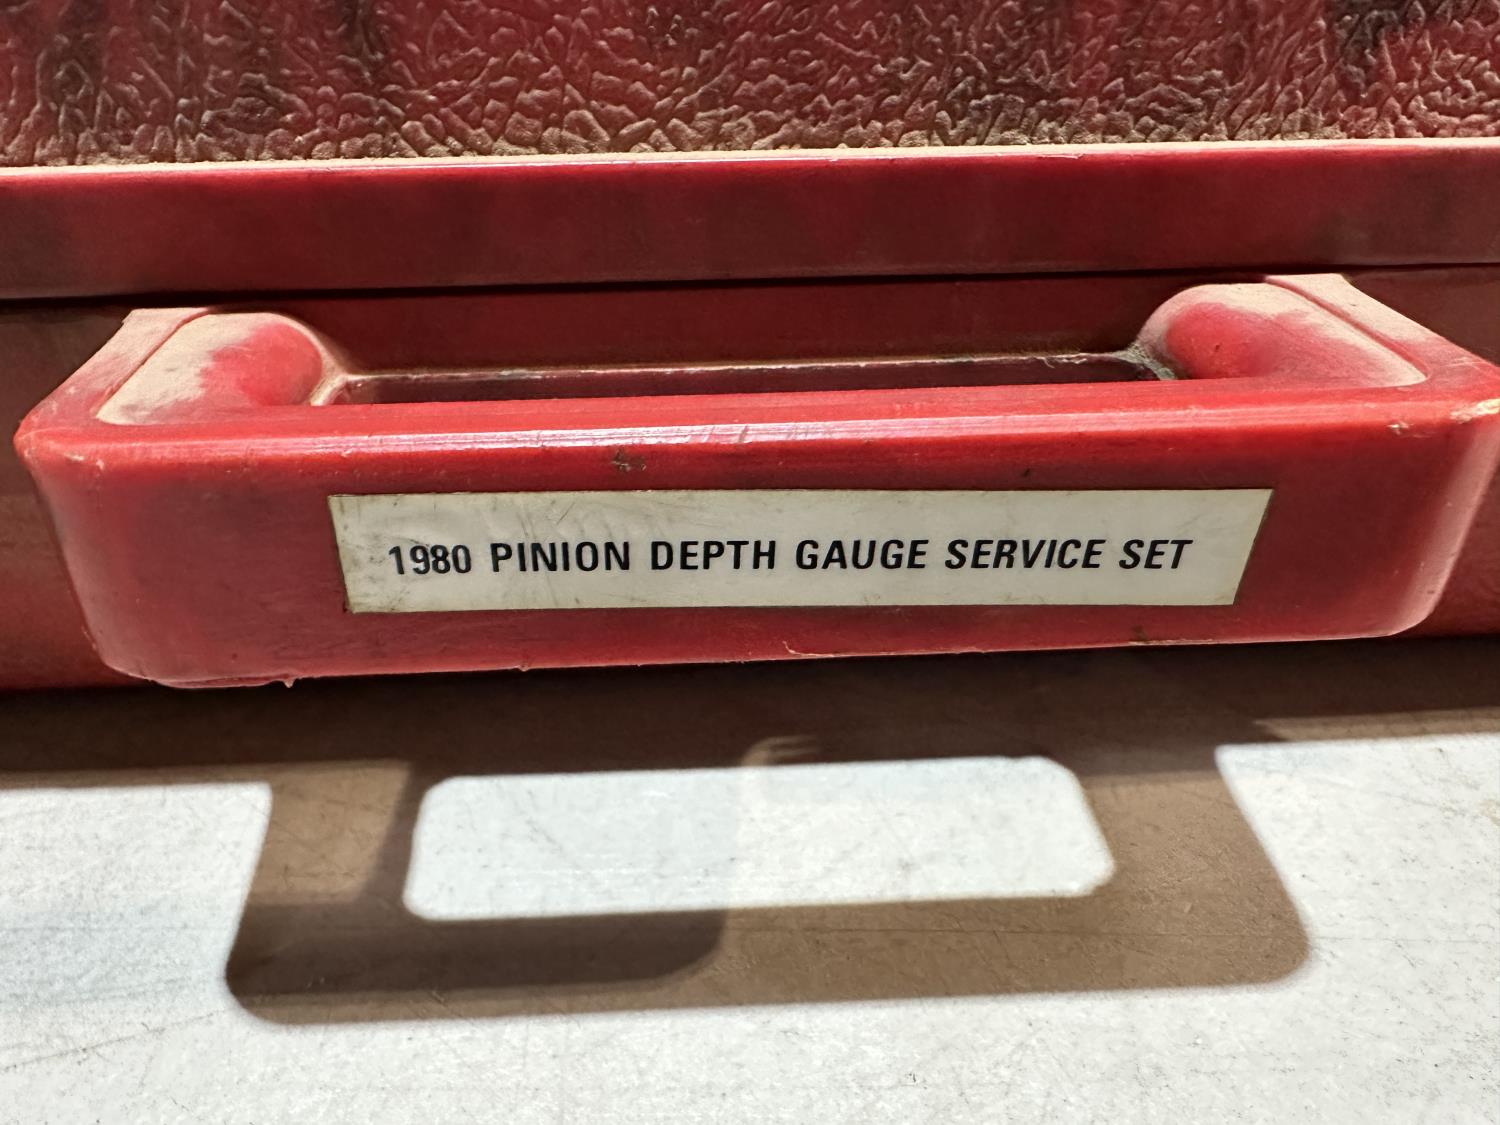 1980 PINION DEPTH GAUGE SERVICE SET